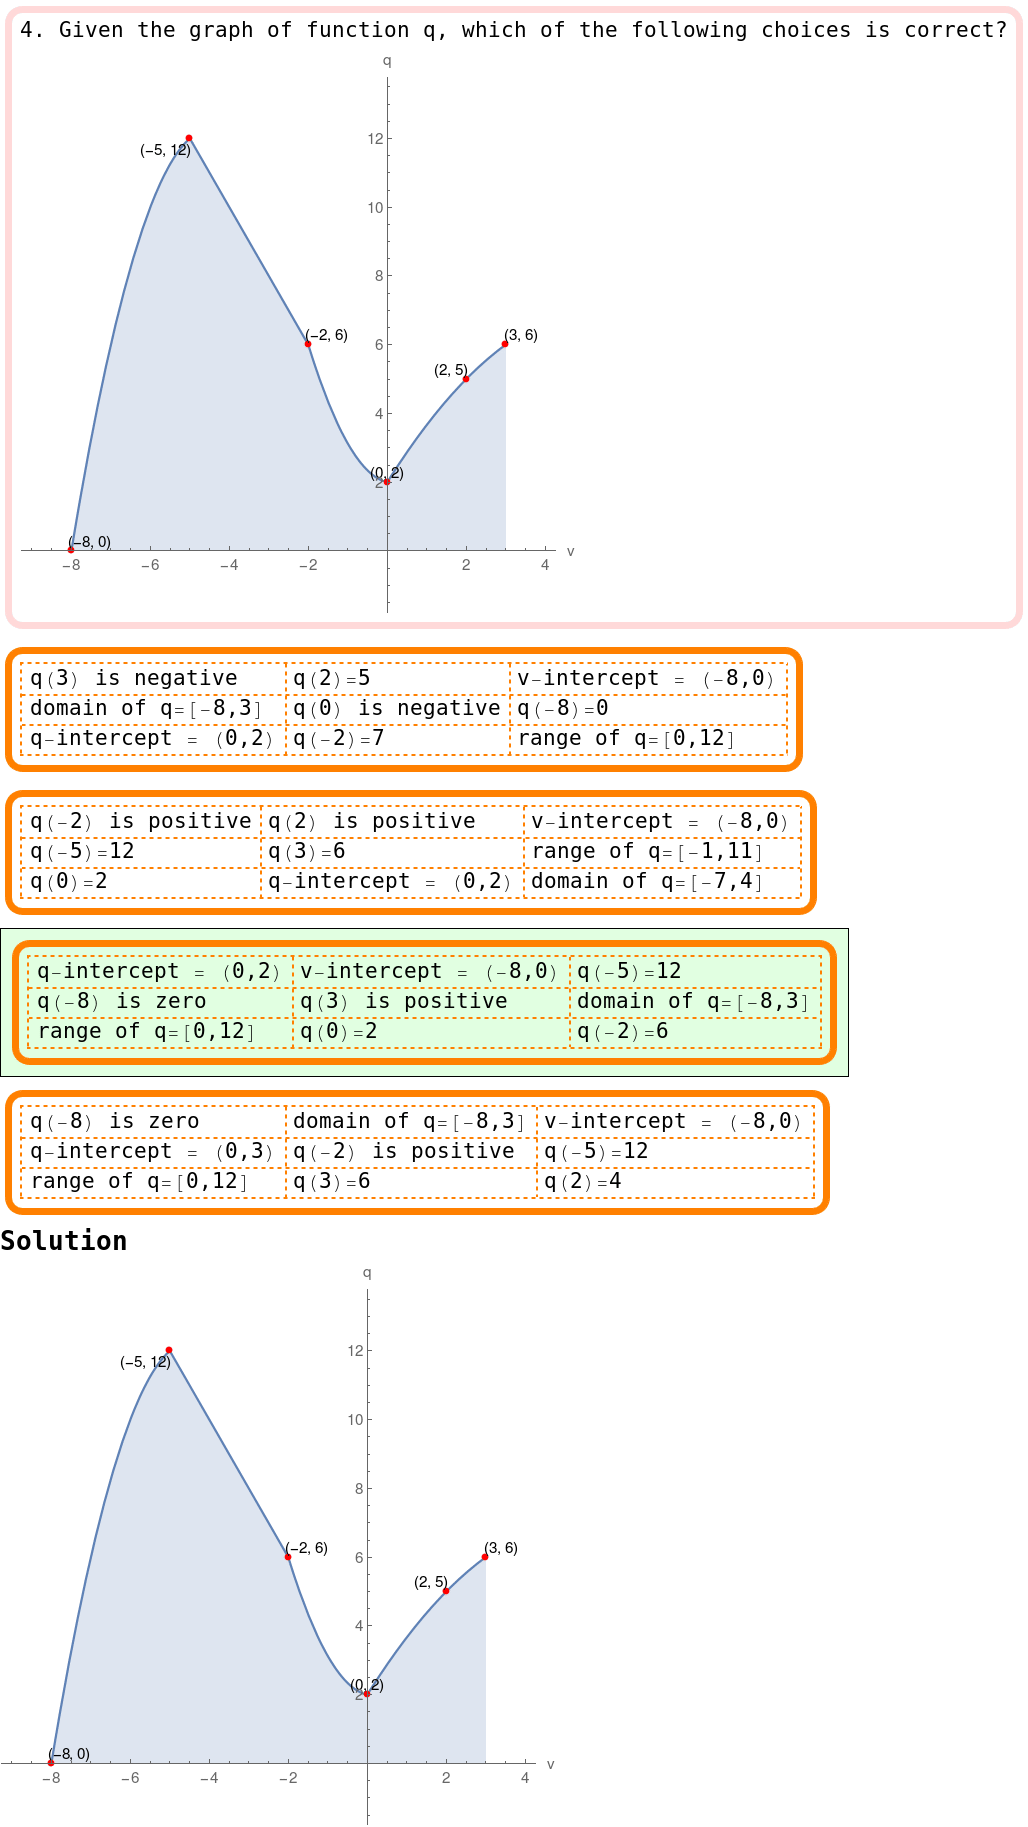 4. Given the graph of function q, which of the following choices is correct?
q
12
(−5, 12)
10
8
(−2, 6)
(3, 6)
6
(2, 5)
4
(0, 2)
2
(−8, 0)
v
−8 −6 −4 −2 2 4
q(3) is negative q(2)=5 v-intercept = (-8,0)
domain of q=[-8,3] q(0) is negative q(-8)=0
q-intercept = (0,2) q(-2)=7 range of q=[0,12]
q(-2) is positive q(2) is positive v-intercept = (-8,0)
q(-5)=12 q(3)=6 range of q=[-1,11]
q(0)=2 q-intercept = (0,2) domain of q=[-7,4]
q-intercept = (0,2) v-intercept = (-8,0) q(-5)=12
q(-8) is zero q(3) is positive domain of q=[-8,3]
range of q=[0,12] q(0)=2 q(-2)=6
q(-8) is zero domain of q=[-8,3] v-intercept = (-8,0)
q-intercept = (0,3) q(-2) is positive q(-5)=12
range of q=[0,12] q(3)=6 q(2)=4
Solution
q
12
(−5, 12)
10
8
(−2, 6)
(3, 6)
6
(2, 5)
4
(0, 2)
2
(−8, 0)
v
−8 −6 −4 −2 2 4